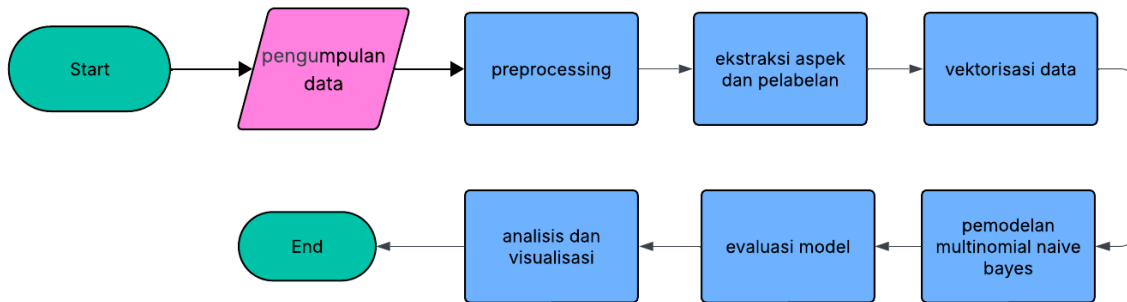 Start
pengumpulan
data
preprocessing
ekstraksi aspek
dan pelabelan
vektorisasi data
pemodelan
multinomial naive
bayes
evaluasi model
analisis dan
visualisasi
End